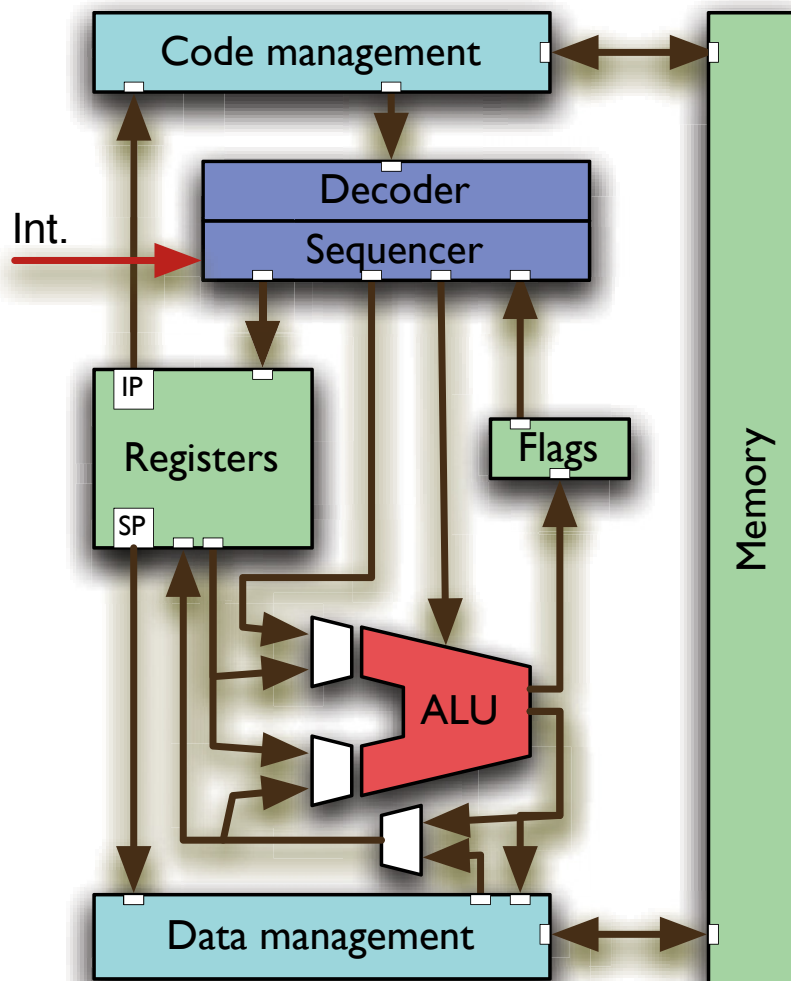 Code management
Decoder
Int.
Sequencer
IP
Registers
Flags
SP
Memory
ALU
Data management